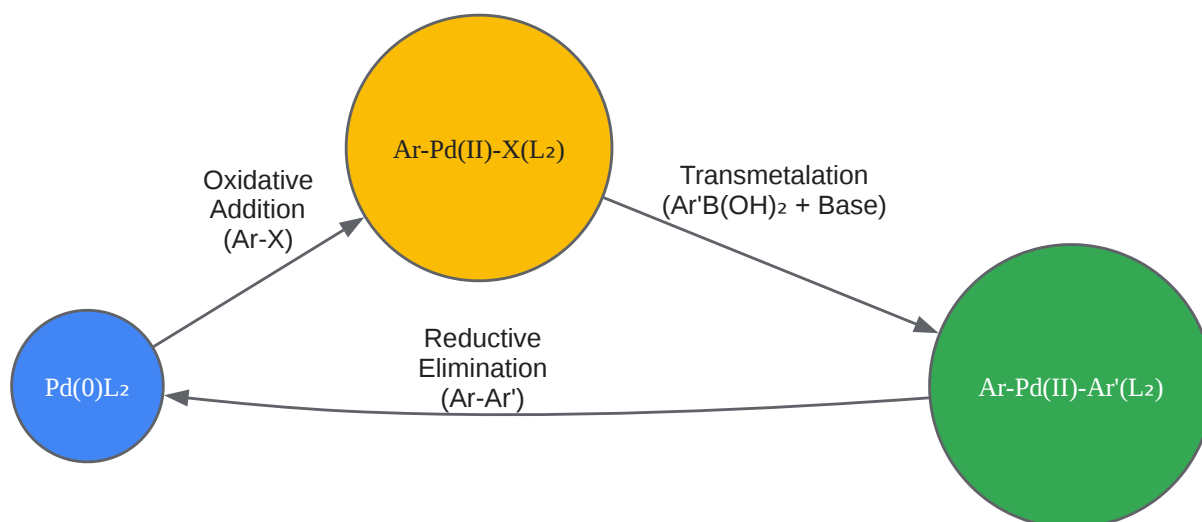 Ar-Pd(II)-X(L₂)
Oxidative
Addition
(Ar-X)
Transmetalation
(Ar'B(OH)₂ + Base)
Reductive
Elimination
(Ar-Ar')
Pd(0)L₂
Ar-Pd(II)-Ar'(L₂)